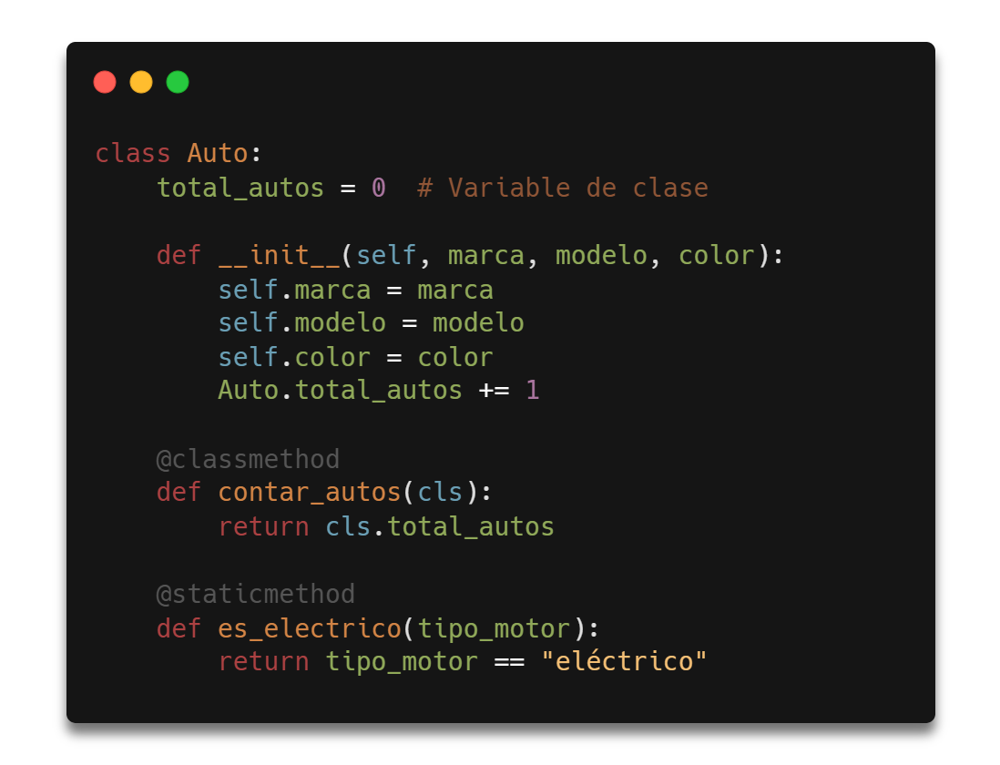 class Auto:
    total_autos = 0  # Variable de clase

    def __init__(self, marca, modelo, color):
        self.marca = marca
        self.modelo = modelo
        self.color = color
        Auto.total_autos += 1

    @classmethod
    def contar_autos(cls):
        return cls.total_autos

    @staticmethod
    def es_electrico(tipo_motor):
        return tipo_motor == "eléctrico"